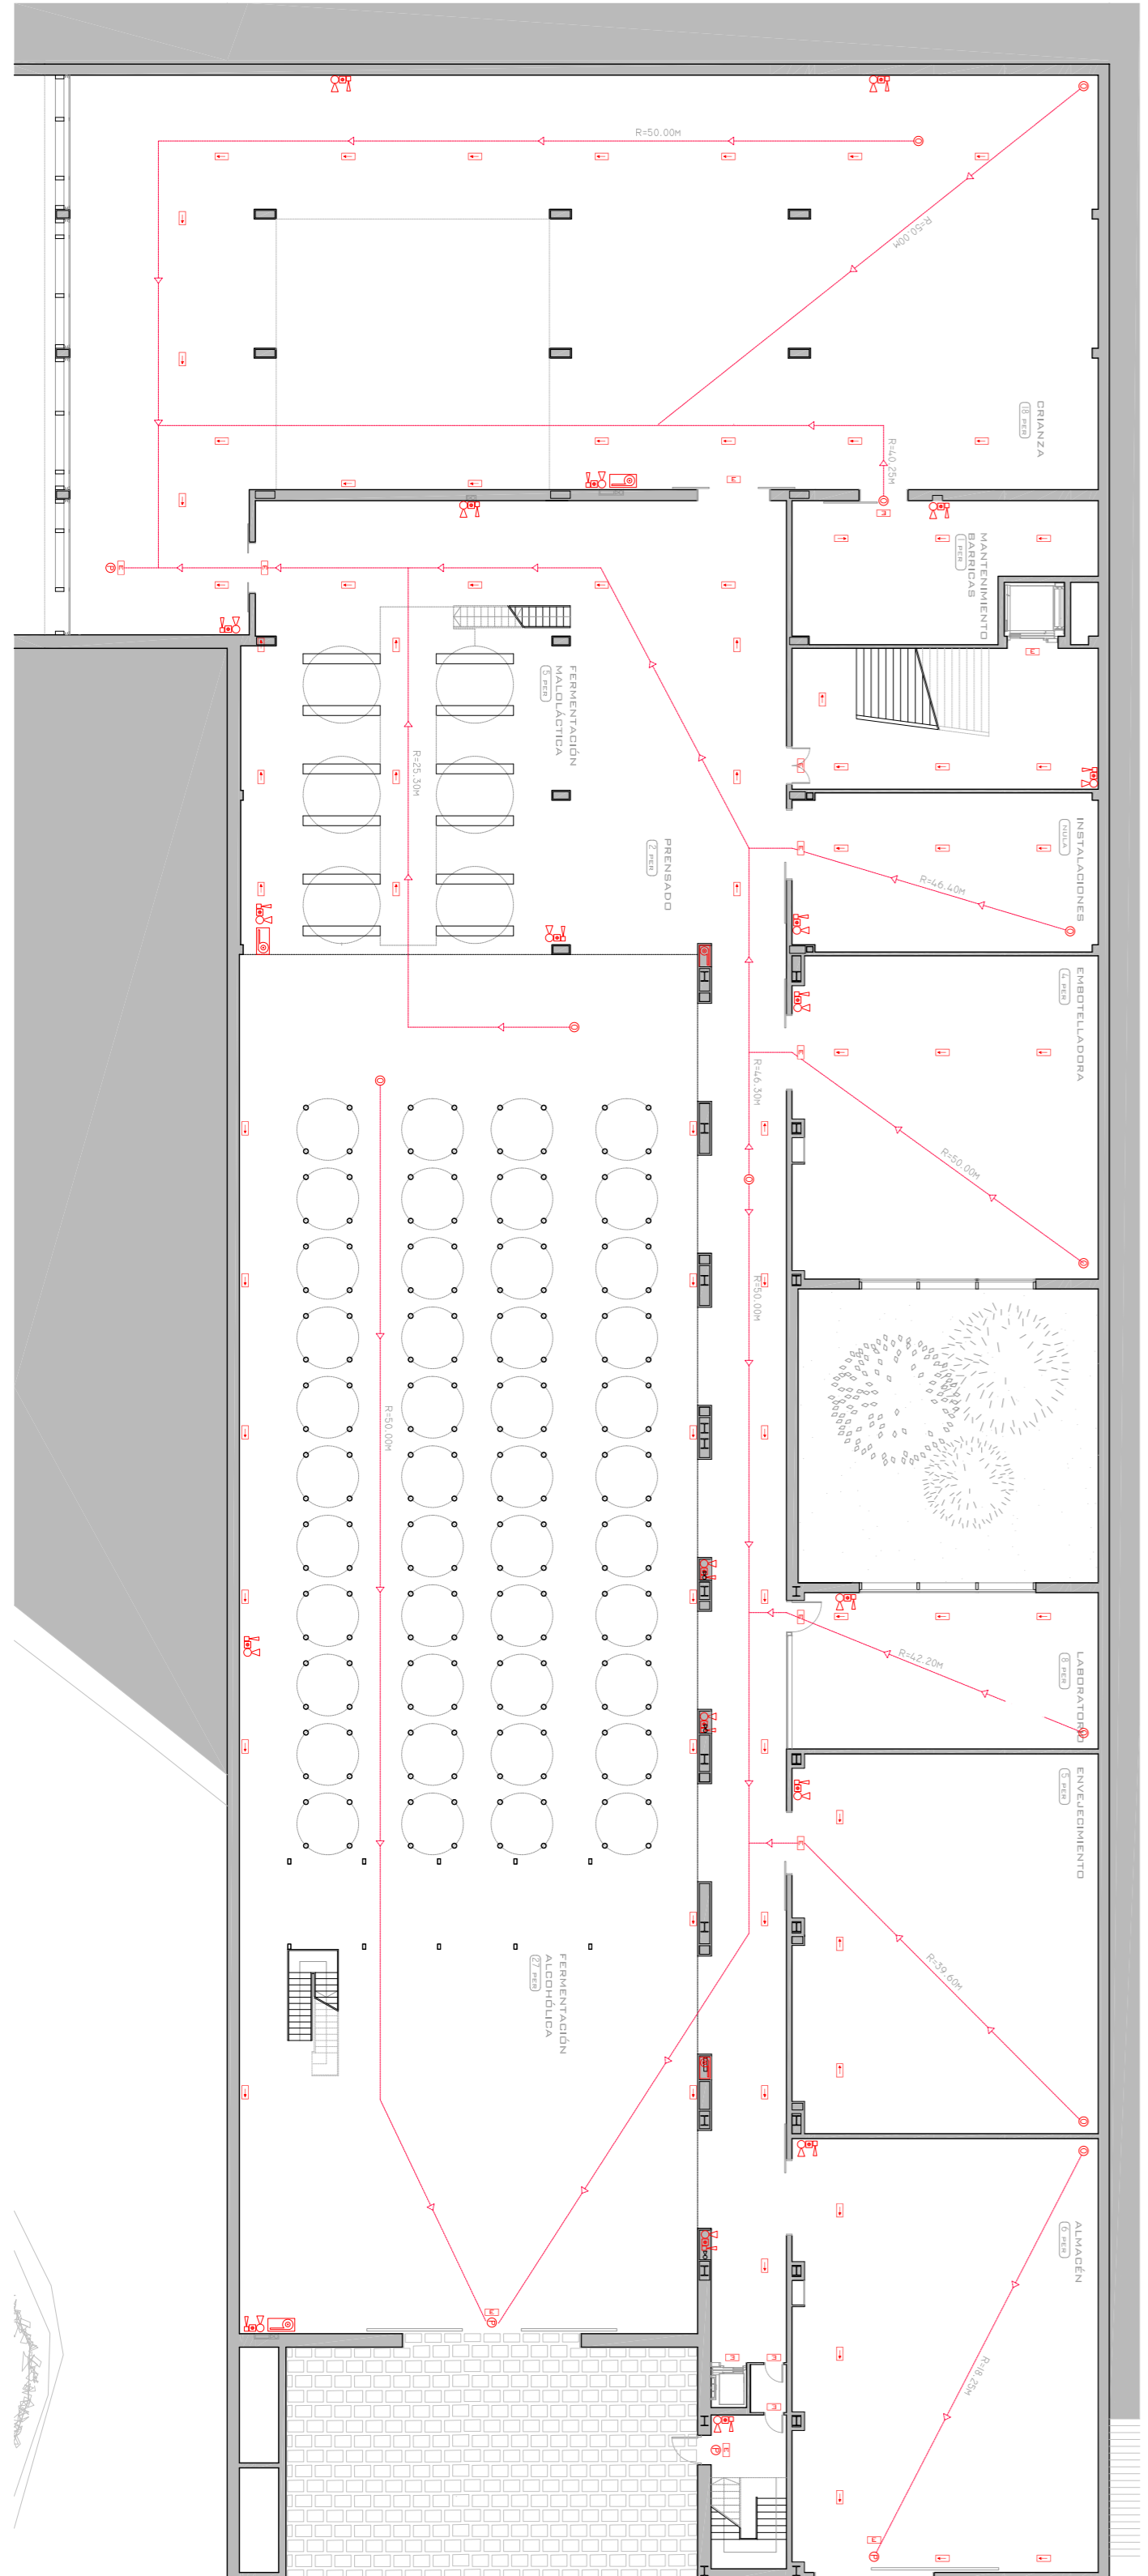 R=50.00M
R=50.00M
CRIANZA
18 PER
R=40.25M
MANTENIMIENTO
BARRICAS
1 PER
FERMENTACIÓN
MALOLÁCTICA
5 PER
R=25.30M
PRENSADO
2 PER
INSTALACIONES
NULA
R=46.40M
EMBOTELLADORA
4 PER
R=46.30M
R=50.00M
R=50.00M
R=50.00M
LABORATORIO
8 PER
R=42.20M
ENVEJECIMIENTO
5 PER
R=39.60M
FERMENTACIÓN
ALCOHÓLICA
27 PER
ALMACÉN
6 PER
R=18.25M